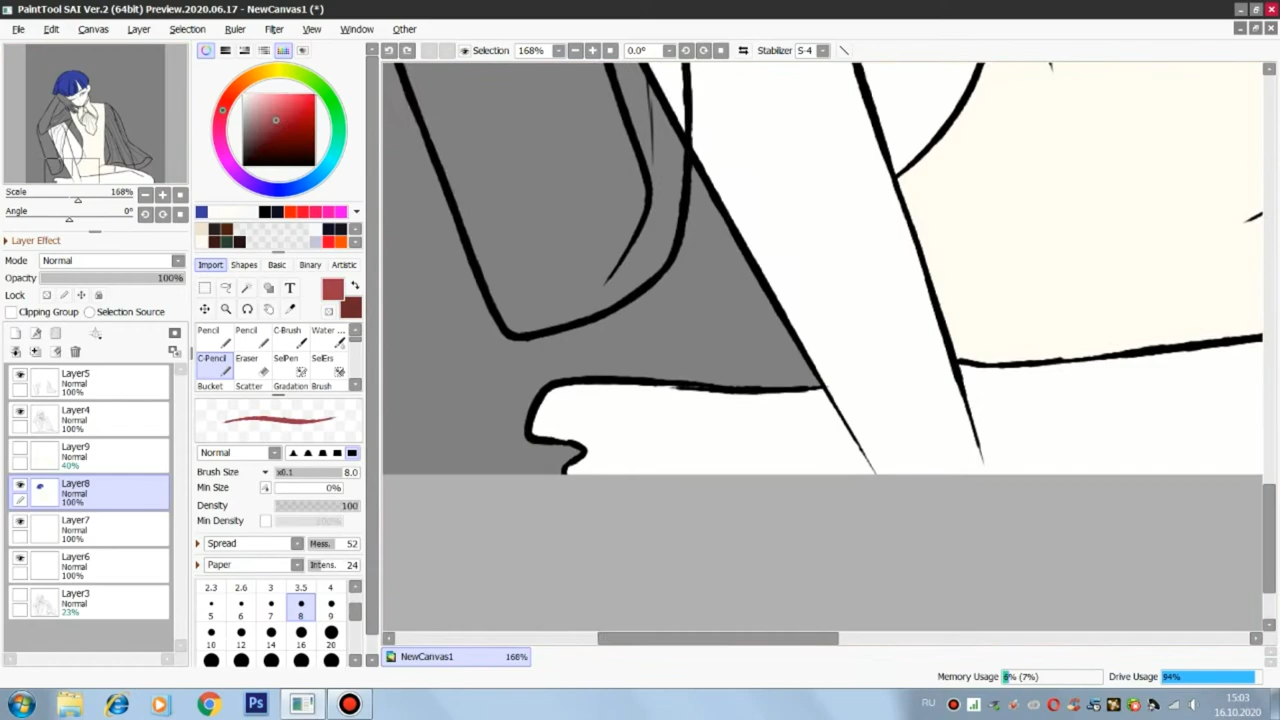 PaintTool SAI Ver.2 (64bit) Preview.2020.06.17 - NewCanvas1 (*)
File Edit Canvas Layer Selection Ruler Filter View Window Other
Selection 168% 0.0° Stabilizer S-4
Scale 168%
Angle 0°
Layer Effect
Mode Normal
Opacity 100%
Lock
Clipping Group Selection Source
Layer5
Normal
100%
Layer4
Normal
100%
Layer9
Normal
40%
Layer8
Normal
100%
Layer7
Normal
100%
Layer6
Normal
100%
Layer3
Normal
23%
Import Shapes Basic Binary Artistic
T
Pencil Pencil C-Brush Water ...
C-Pencil Eraser SelPen SelErs
Bucket Scatter Gradation Brush
Normal
Brush Size x0.1 8.0
Min Size 0%
Density 100
Min Density 100%
Spread Mess. 52
Paper Intens. 24
2.3 2.6 3 3.5 4
5 6 7 8 9
10 12 14 16 20
NewCanvas1 168%
Memory Usage 6% (7%) Drive Usage 94%
Ps
RU
15:03
16.10.2020